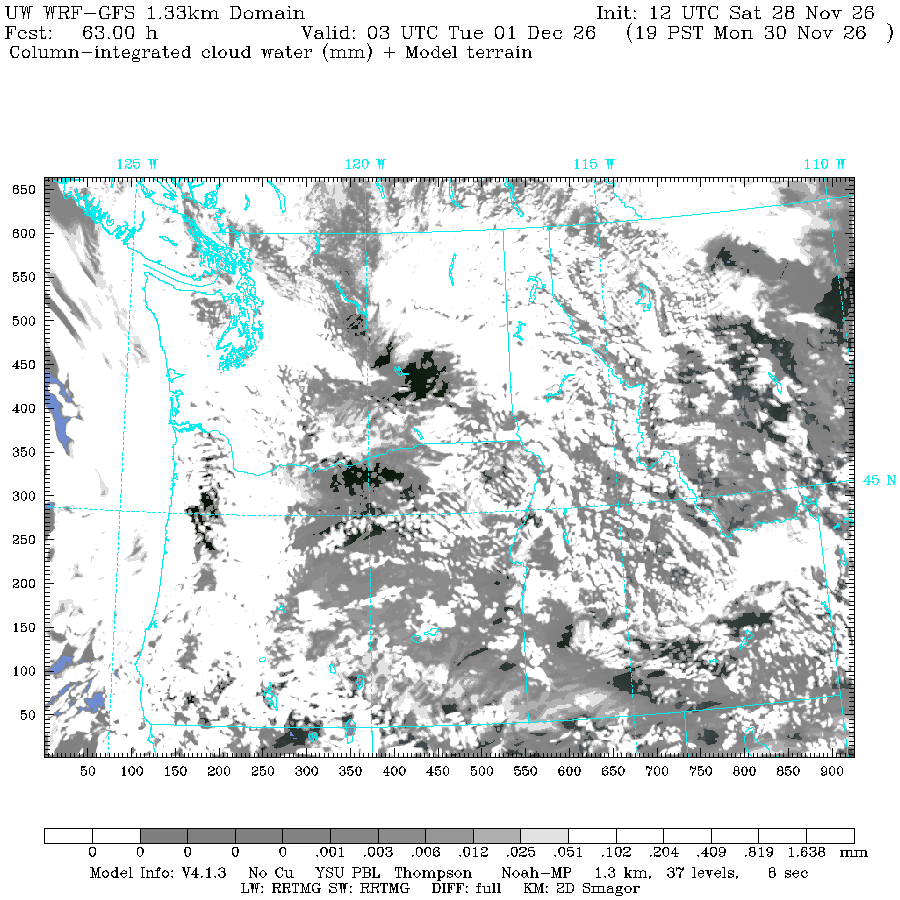 UW WRF-GFS 1.33km Domain Init: 12 UTC Sat 28 Nov 26
Fcst: 63.00 h Valid: 03 UTC Tue 01 Dec 26 (19 PST Mon 30 Nov 26 )
Column-integrated cloud water (mm) + Model terrain
125 W 120 W 115 W 110 W
650
600
550
500
450
400
350
45 N
300
250
200
150
100
50
50 100 150 200 250 300 350 400 450 500 550 600 650 700 750 800 850 900
0 0 0 0 0 .001 .003 .006 .012 .025 .051 .102 .204 .409 .819 1.638 mm
Model Info: V4.1.3 No Cu YSU PBL Thompson Noah-MP 1.3 km, 37 levels, 8 sec
LW: RRTMG SW: RRTMG DIFF: full KM: 2D Smagor